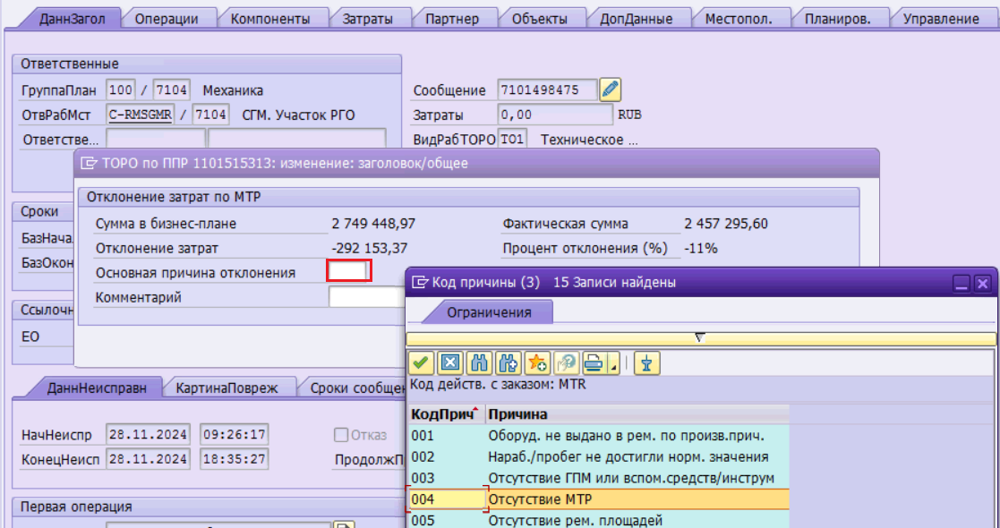 ДаннЗагол Операции Компоненты Затраты Партнер Объекты ДопДанные Местопол. Планиров. Управление
Ответственные
ГруппаПлан 100 / 7104 Механика Сообщение 7101498475
ОтвРабМст C-RMSGMR / 7104 СГМ. Участок РГО Затраты 0,00 RUB
Ответстве... ВидРабТОРО ТО1 Техническое ...
ТОРО по ППР 1101515313: изменение: заголовок/общее
Отклонение затрат по МТР
Сроки Сумма в бизнес-плане 2 749 448,97 Фактическая сумма 2 457 295,60
БазНача Отклонение затрат -292 153,37 Процент отклонения (%) -11%
БазОкон Основная причина отклонения
Код причины (3) 15 Записи найдены
Комментарий
Ссылочн Ограничения
ЕО
Код действ. с заказом: MTR
ДаннНеисправн КартинаПовреж Сроки сообщен
КодПрич Причина
НачНеиспр 28.11.2024 09:26:17 Отказ 001 Оборуд. не выдано в рем. по произв.прич.
КонецНеисп 28.11.2024 18:35:27 ПродолжП 002 Нараб./пробег не достигли норм. значения
003 Отсутствие ГПМ или вспом.средств/инструм
Первая операция 004 Отсутствие МТР
005 Отсутствие рем. площадей